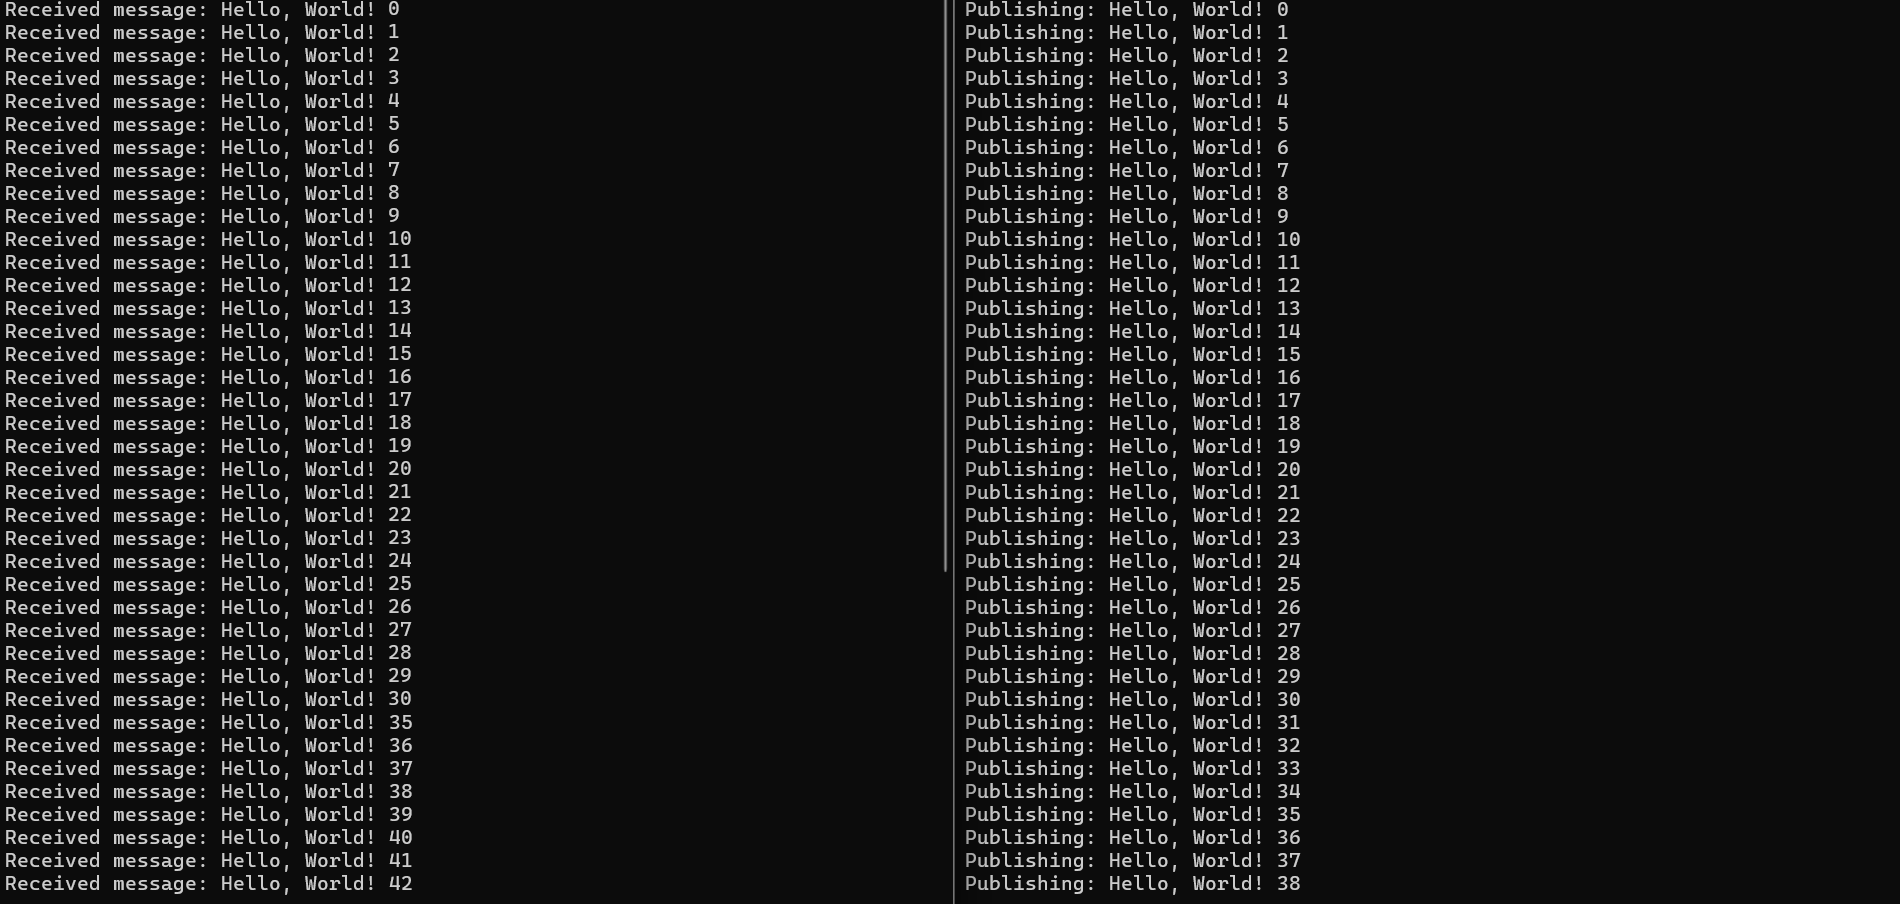 Received message: Hello, World! 0
Received message: Hello, World! 1
Received message: Hello, World! 2
Received message: Hello, World! 3
Received message: Hello, World! 4
Received message: Hello, World! 5
Received message: Hello, World! 6
Received message: Hello, World! 7
Received message: Hello, World! 8
Received message: Hello, World! 9
Received message: Hello, World! 10
Received message: Hello, World! 11
Received message: Hello, World! 12
Received message: Hello, World! 13
Received message: Hello, World! 14
Received message: Hello, World! 15
Received message: Hello, World! 16
Received message: Hello, World! 17
Received message: Hello, World! 18
Received message: Hello, World! 19
Received message: Hello, World! 20
Received message: Hello, World! 21
Received message: Hello, World! 22
Received message: Hello, World! 23
Received message: Hello, World! 24
Received message: Hello, World! 25
Received message: Hello, World! 26
Received message: Hello, World! 27
Received message: Hello, World! 28
Received message: Hello, World! 29
Received message: Hello, World! 30
Received message: Hello, World! 35
Received message: Hello, World! 36
Received message: Hello, World! 37
Received message: Hello, World! 38
Received message: Hello, World! 39
Received message: Hello, World! 40
Received message: Hello, World! 41
Received message: Hello, World! 42
Publishing: Hello, World! 0
Publishing: Hello, World! 1
Publishing: Hello, World! 2
Publishing: Hello, World! 3
Publishing: Hello, World! 4
Publishing: Hello, World! 5
Publishing: Hello, World! 6
Publishing: Hello, World! 7
Publishing: Hello, World! 8
Publishing: Hello, World! 9
Publishing: Hello, World! 10
Publishing: Hello, World! 11
Publishing: Hello, World! 12
Publishing: Hello, World! 13
Publishing: Hello, World! 14
Publishing: Hello, World! 15
Publishing: Hello, World! 16
Publishing: Hello, World! 17
Publishing: Hello, World! 18
Publishing: Hello, World! 19
Publishing: Hello, World! 20
Publishing: Hello, World! 21
Publishing: Hello, World! 22
Publishing: Hello, World! 23
Publishing: Hello, World! 24
Publishing: Hello, World! 25
Publishing: Hello, World! 26
Publishing: Hello, World! 27
Publishing: Hello, World! 28
Publishing: Hello, World! 29
Publishing: Hello, World! 30
Publishing: Hello, World! 31
Publishing: Hello, World! 32
Publishing: Hello, World! 33
Publishing: Hello, World! 34
Publishing: Hello, World! 35
Publishing: Hello, World! 36
Publishing: Hello, World! 37
Publishing: Hello, World! 38